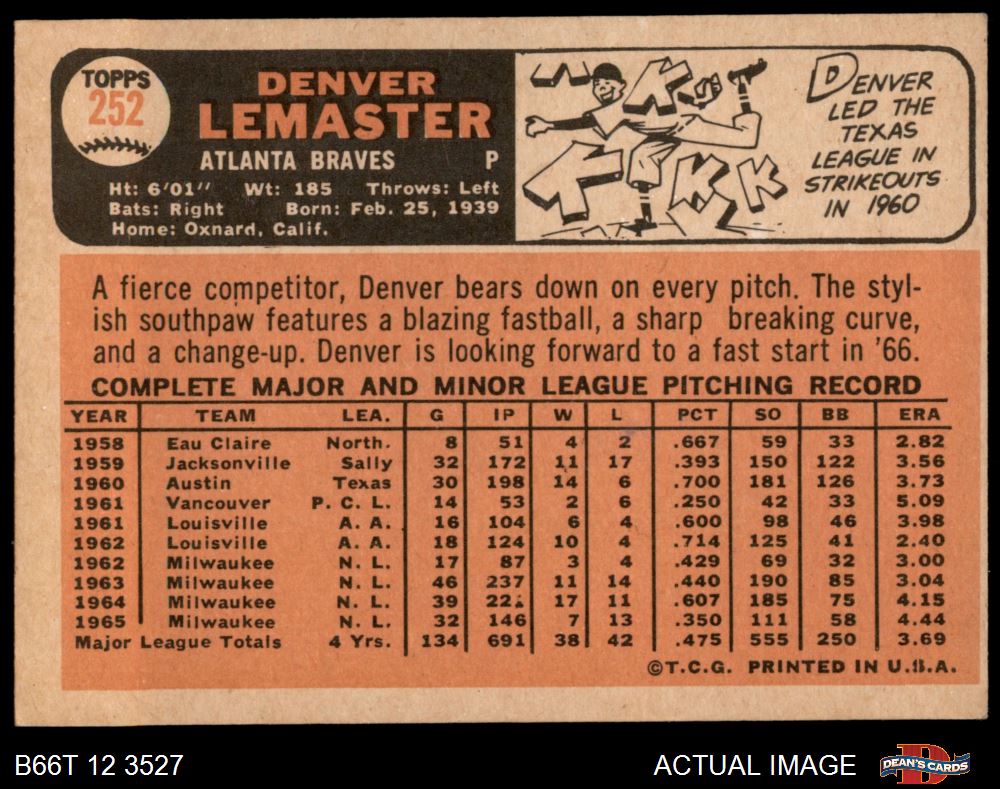 TOPPS
252
DENVER
LEMASTER
ATLANTA BRAVES P
Ht: 6'01" Wt: 185 Throws: Left
Bats: Right Born: Feb. 25, 1939
Home: Oxnard, Calif.
K K K K K
DENVER
LED THE
TEXAS
LEAGUE IN
STRIKEOUTS
IN 1960
A fierce competitor, Denver bears down on every pitch. The styl-
ish southpaw features a blazing fastball, a sharp breaking curve,
and a change-up. Denver is looking forward to a fast start in '66.
COMPLETE MAJOR AND MINOR LEAGUE PITCHING RECORD
YEAR TEAM LEA. G IP W L PCT SO BB ERA
1958 Eau Claire North. 8 51 4 2 .667 59 33 2.82
1959 Jacksonville Sally 32 172 11 17 .393 150 122 3.56
1960 Austin Texas 30 198 14 6 .700 181 126 3.73
1961 Vancouver P. C. L. 14 53 2 6 .250 42 33 5.09
1961 Louisville A. A. 16 104 6 4 .600 98 46 3.98
1962 Louisville A. A. 18 124 10 4 .714 125 41 2.40
1962 Milwaukee N. L. 17 87 3 4 .429 69 32 3.00
1963 Milwaukee N. L. 46 237 11 14 .440 190 85 3.04
1964 Milwaukee N. L. 39 17 11 .607 185 75 4.15
1965 Milwaukee N. L. 32 146 7 13 .350 111 58 4.44
Major League Totals 4 Yrs. 134 691 38 42 .475 555 250 3.69
©T.C.G. PRINTED IN U.S.A.
B66T 12 3527 ACTUAL IMAGE DEAN'S CARDS